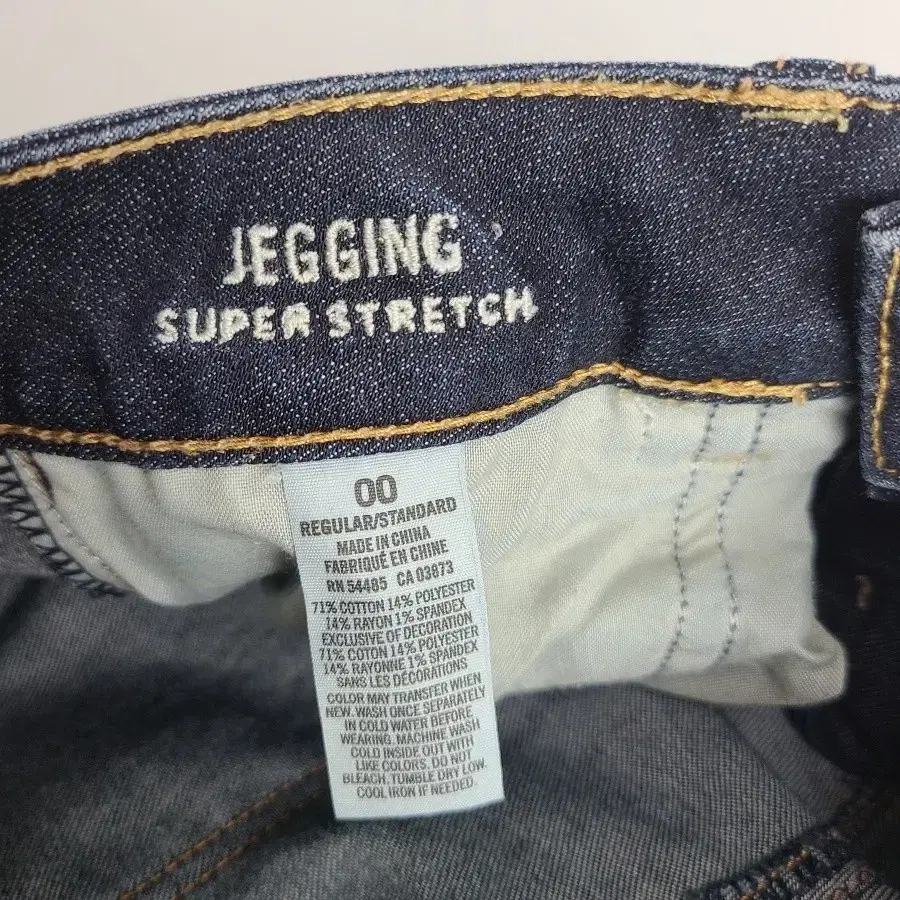 JEGGING
SUPER STRETCH
00
REGULAR/STANDARD
MADE IN CHINA
FABRIQUÉ EN CHINE
RN 54485 CA 03873
71% COTTON 14% POLYESTER
14% RAYON 1% SPANDEX
EXCLUSIVE OF DECORATION
71% COTON 14% POLYESTER
14% RAYONNE 1% SPANDEX
SANS LES DÉCORATIONS
COLOR MAY TRANSFER WHEN
NEW. WASH ONCE SEPARATELY
IN COLD WATER BEFORE
WEARING. MACHINE WASH
COLD INSIDE OUT WITH
LIKE COLORS. DO NOT
BLEACH. TUMBLE DRY LOW.
COOL IRON IF NEEDED.